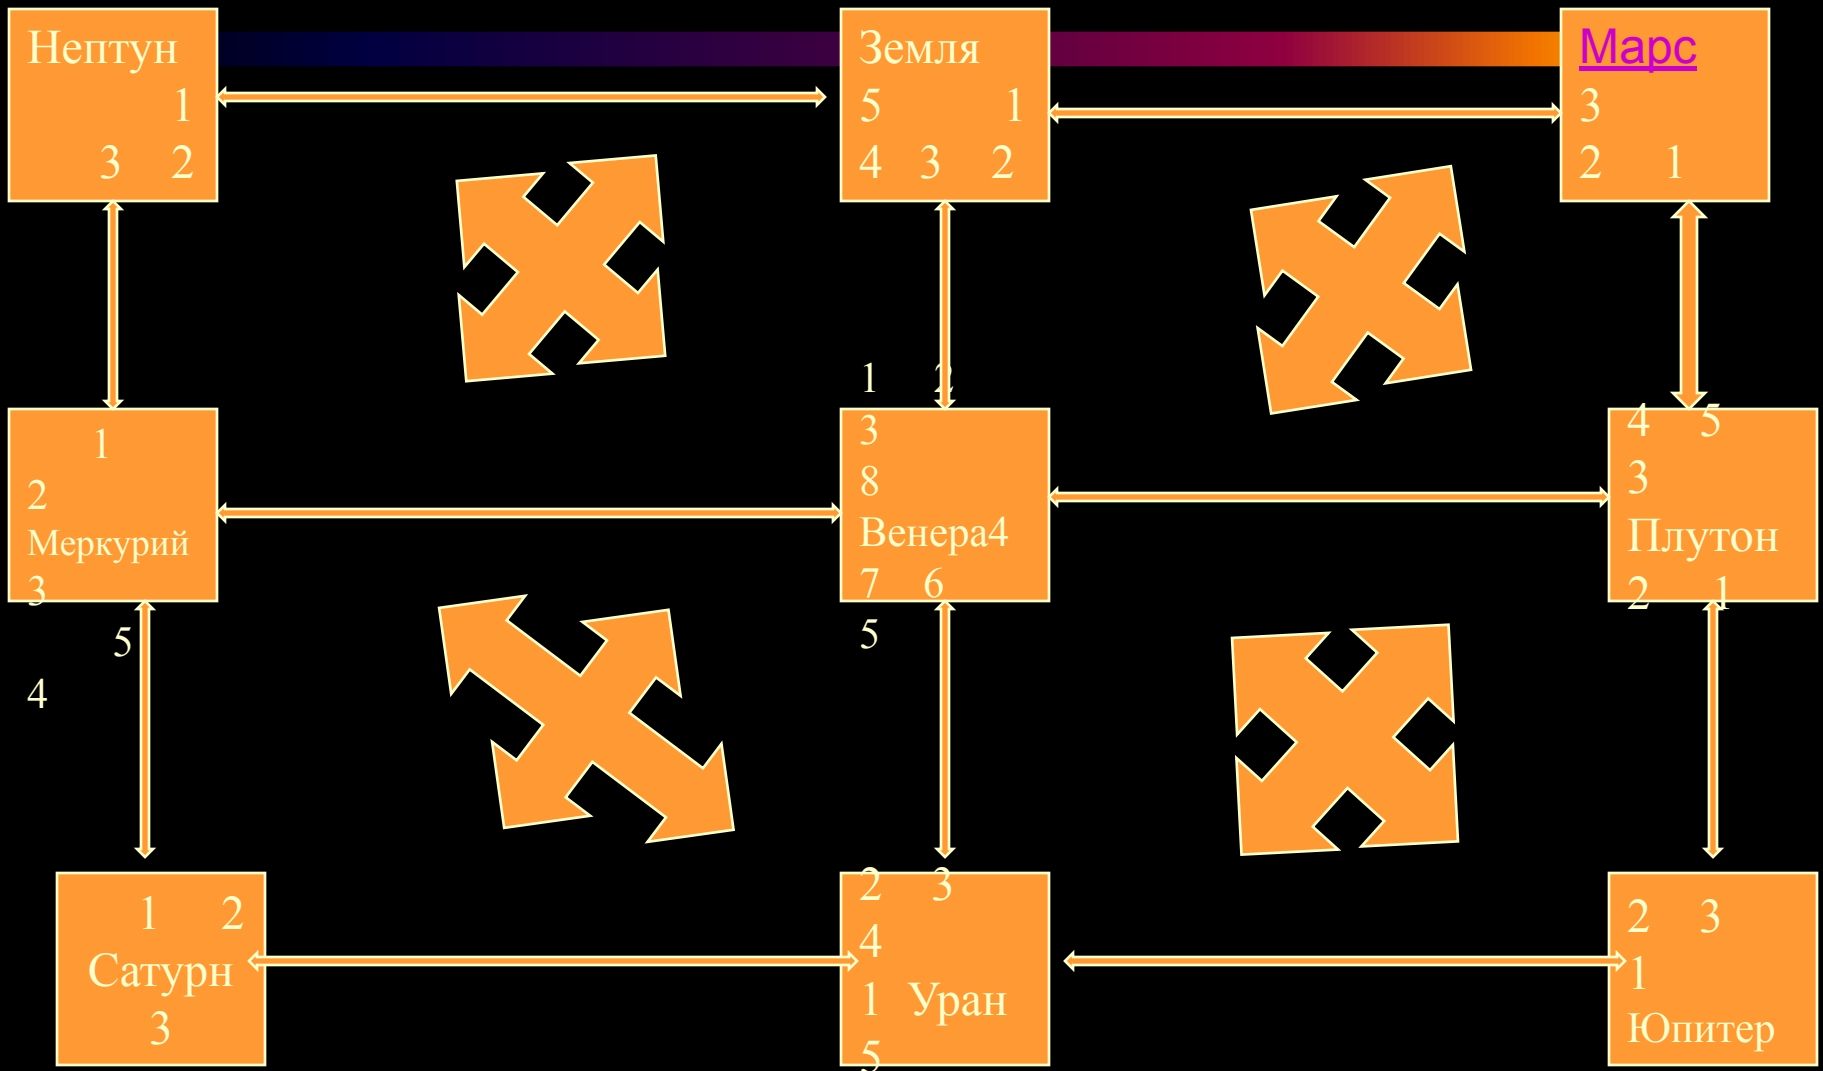 Нептун
1
3 2
Земля
5 1
4 3 2
Марс
3
2 1
1
2
Меркурий
3
5
4
1 2
3
8
Венера4
7 6
5
4 5
3
Плутон
2 1
1 2
Сатурн
3
2 3
4
1 Уран
5
2 3
1
Юпитер